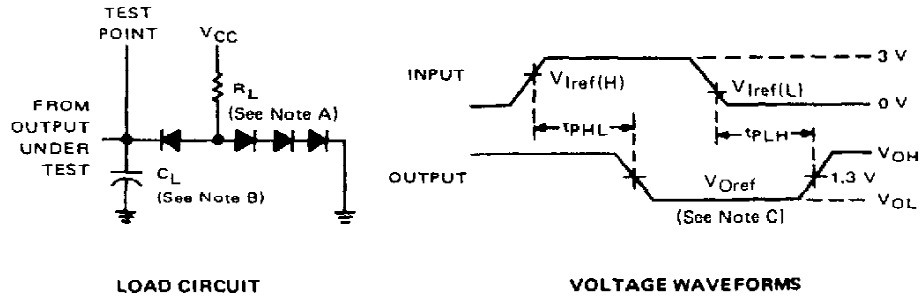 TEST
POINT
VCC
RL
(See Note A)
FROM
OUTPUT
UNDER
TEST
CL
(See Note B)
LOAD CIRCUIT
INPUT
VIref(H)
VIref(L)
3 V
0 V
tPHL
tPLH
OUTPUT
VOref
(See Note C)
VOH
1,3 V
VOL
VOLTAGE WAVEFORMS